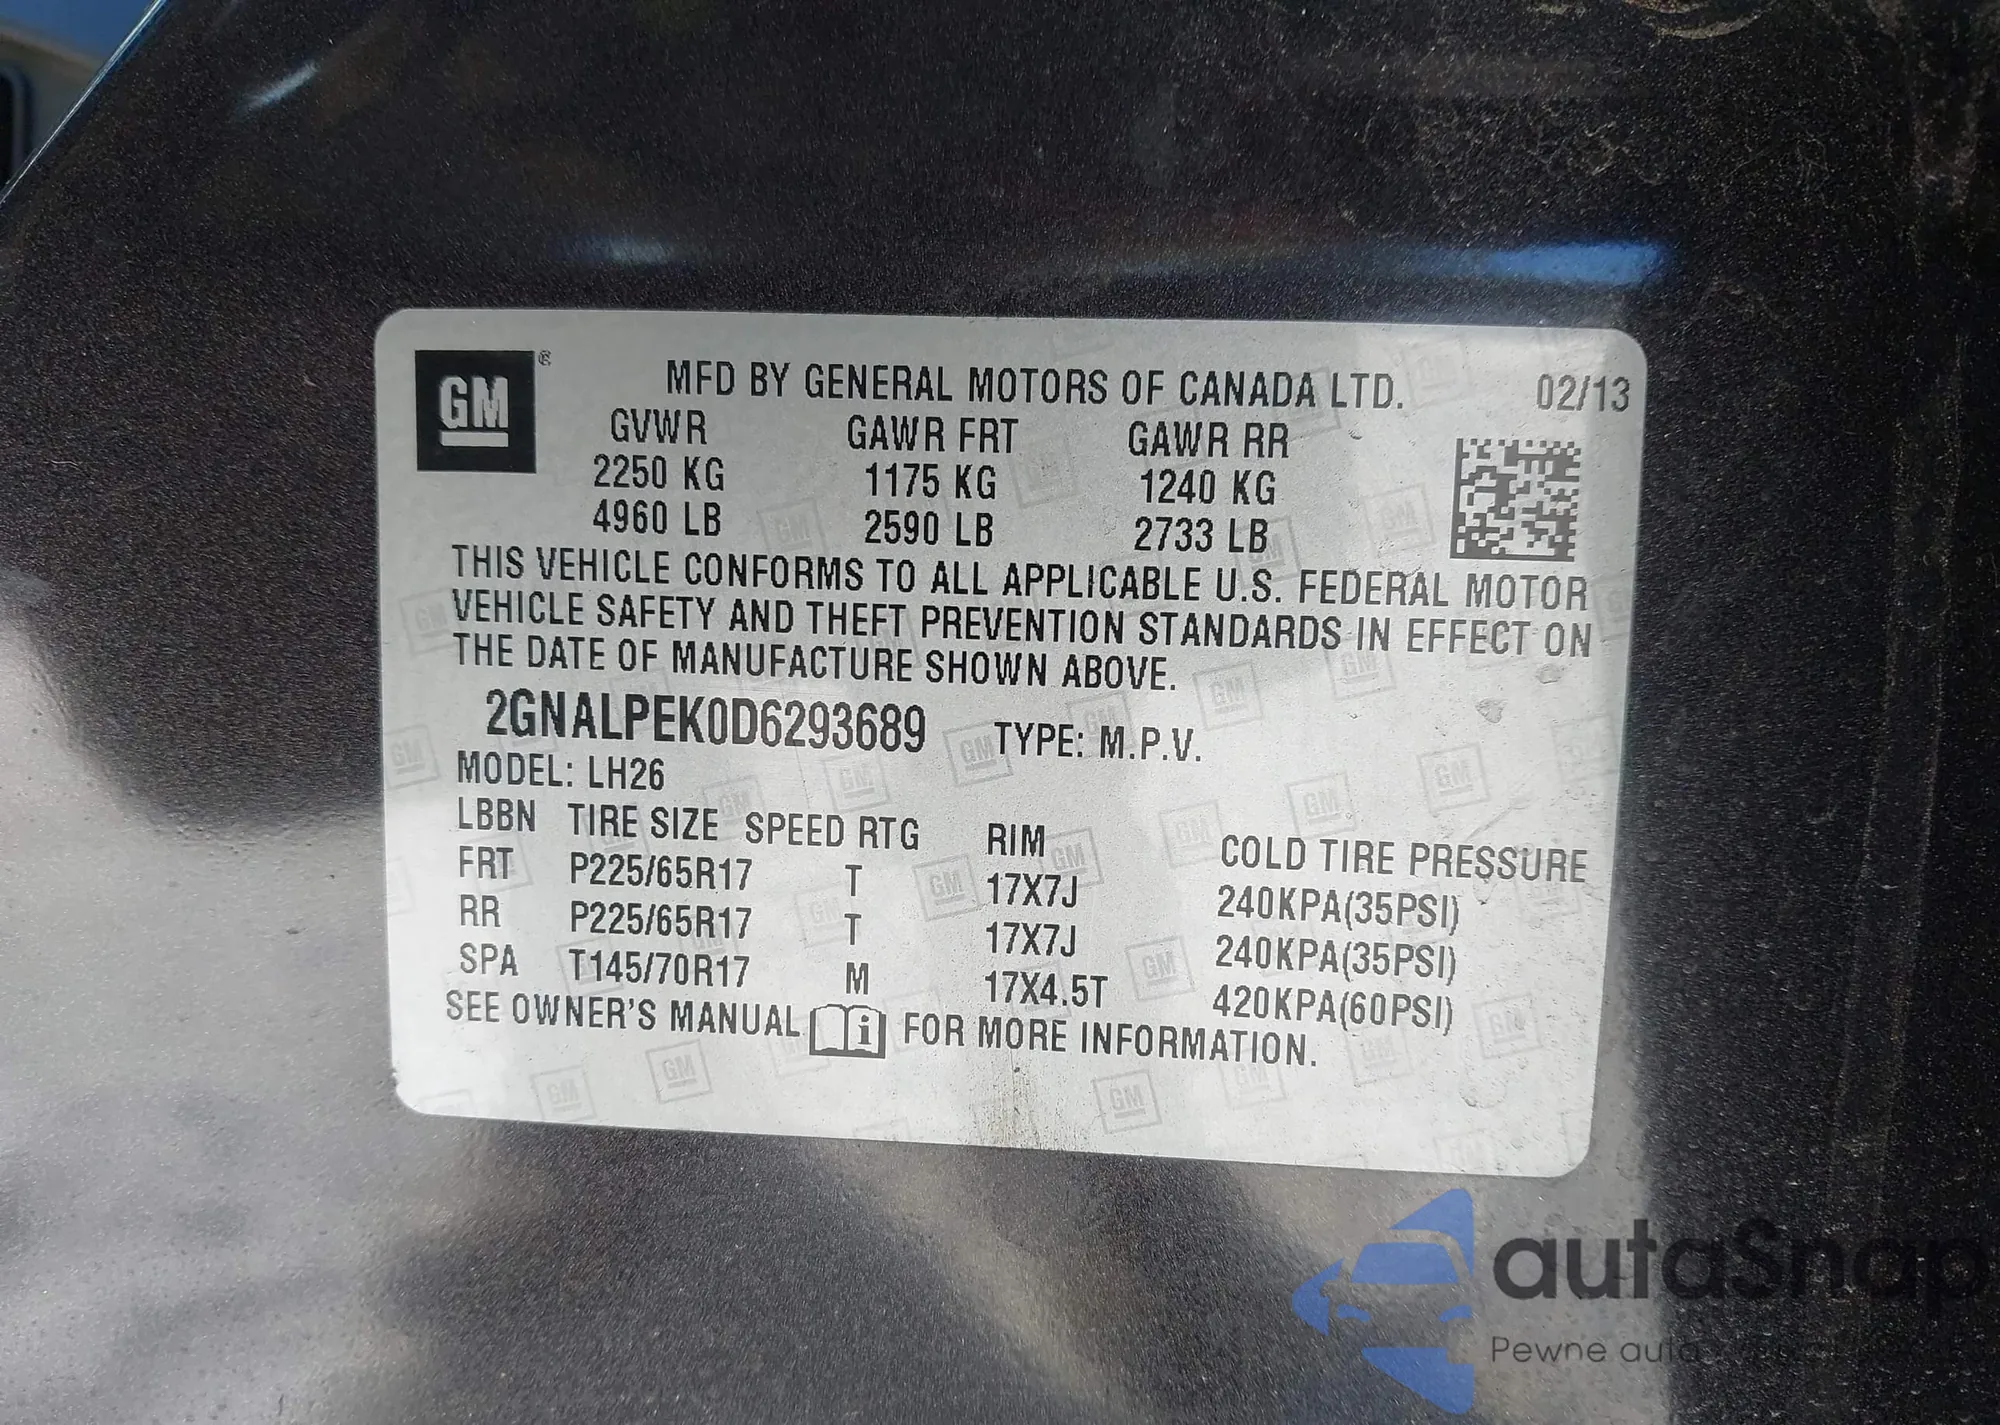 GM
MFD BY GENERAL MOTORS OF CANADA LTD. 02/13
GVWR GAWR FRT GAWR RR
2250 KG 1175 KG 1240 KG
4960 LB 2590 LB 2733 LB
THIS VEHICLE CONFORMS TO ALL APPLICABLE U.S. FEDERAL MOTOR
VEHICLE SAFETY AND THEFT PREVENTION STANDARDS IN EFFECT ON
THE DATE OF MANUFACTURE SHOWN ABOVE.
2GNALPEK0D6293689 TYPE: M.P.V.
MODEL: LH26
LBBN TIRE SIZE SPEED RTG RIM COLD TIRE PRESSURE
FRT P225/65R17 T 17X7J 240KPA(35PSI)
RR P225/65R17 T 17X7J 240KPA(35PSI)
SPA T145/70R17 M 17X4.5T 420KPA(60PSI)
SEE OWNER'S MANUAL i FOR MORE INFORMATION.
autaSnap
Pewne auta